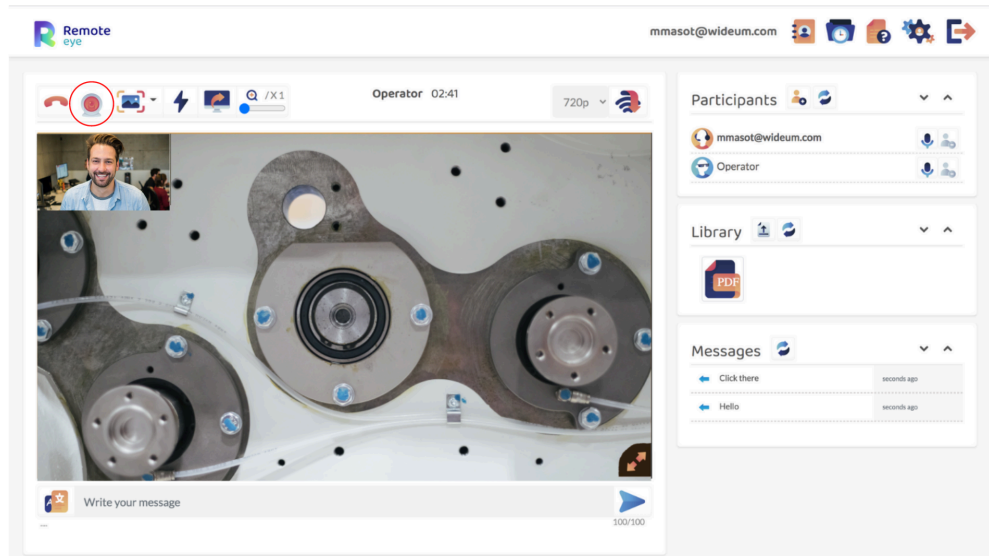 Remote
eye
mmasot@wideum.com
/X1
Operator 02:41
720p
Participants
mmasot@wideum.com
Operator
Library
PDF
Messages
Click there seconds ago
Hello seconds ago
A 文
Write your message
...
100/100